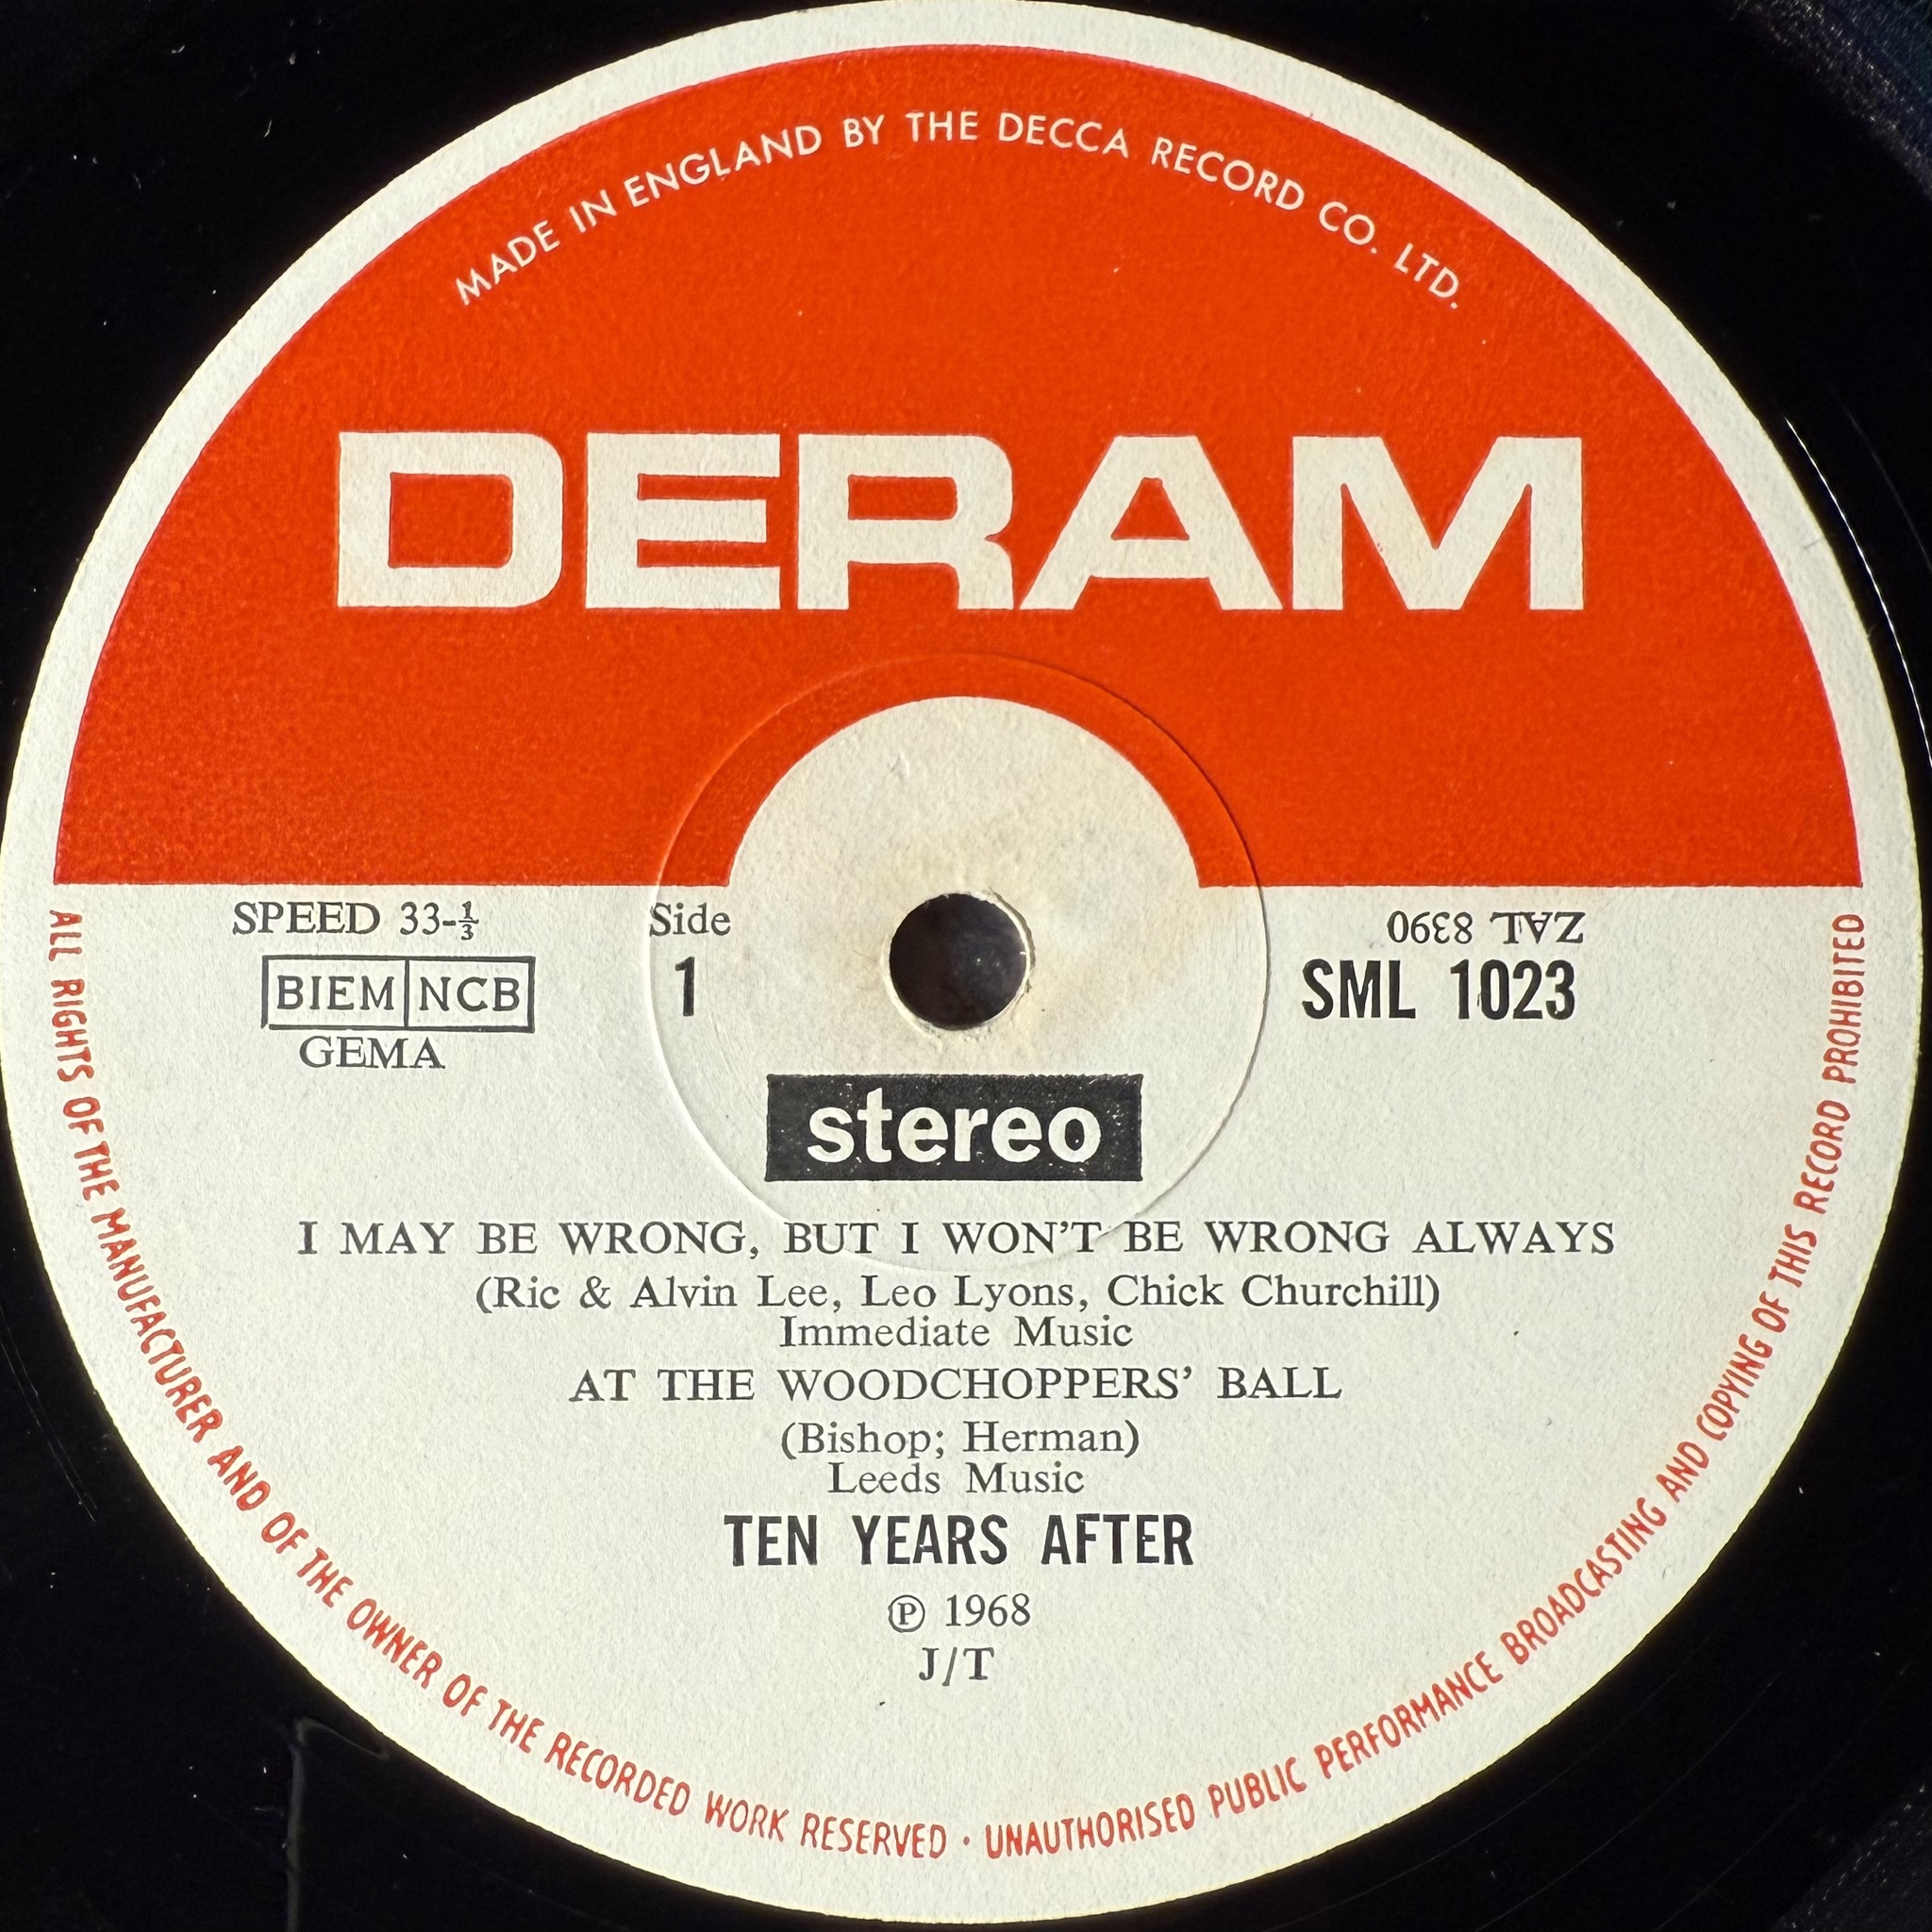 MADE IN ENGLAND BY THE DECCA RECORD CO. LTD.
DERAM
SPEED 33-⅓
Side
ZAL 8390
BIEM NCB
1
SML 1023
GEMA
stereo
I MAY BE WRONG, BUT I WON'T BE WRONG ALWAYS
(Ric & Alvin Lee, Leo Lyons, Chick Churchill)
Immediate Music
AT THE WOODCHOPPERS' BALL
(Bishop; Herman)
Leeds Music
TEN YEARS AFTER
℗ 1968
J/T
ALL RIGHTS OF THE MANUFACTURER AND OF THE OWNER OF THE RECORDED WORK RESERVED · UNAUTHORISED PUBLIC PERFORMANCE BROADCASTING AND COPYING OF THIS RECORD PROHIBITED